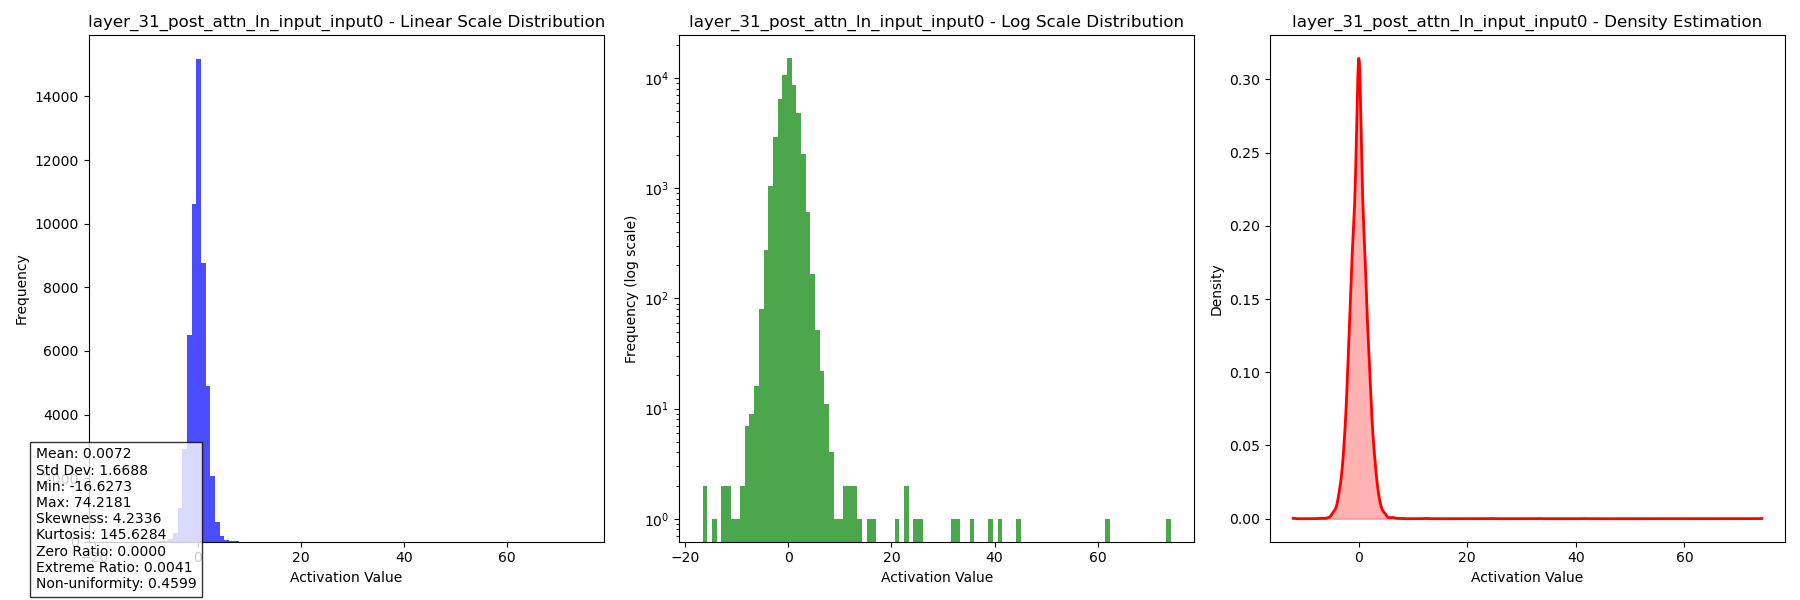 layer_31_post_attn_ln_input_input0 - Linear Scale Distribution
layer_31_post_attn_ln_input_input0 - Log Scale Distribution
layer_31_post_attn_ln_input_input0 - Density Estimation
14000
12000
10000
8000
6000
4000
Frequency
Mean: 0.0072
Std Dev: 1.6688
Min: -16.6273
Max: 74.2181
Skewness: 4.2336
Kurtosis: 145.6284
Zero Ratio: 0.0000
Extreme Ratio: 0.0041
Non-uniformity: 0.4599
0
20
40
60
Activation Value
10⁴
10³
10²
10¹
10⁰
Frequency (log scale)
−20
0
20
40
60
Activation Value
0.30
0.25
0.20
0.15
0.10
0.05
0.00
Density
0
20
40
60
Activation Value